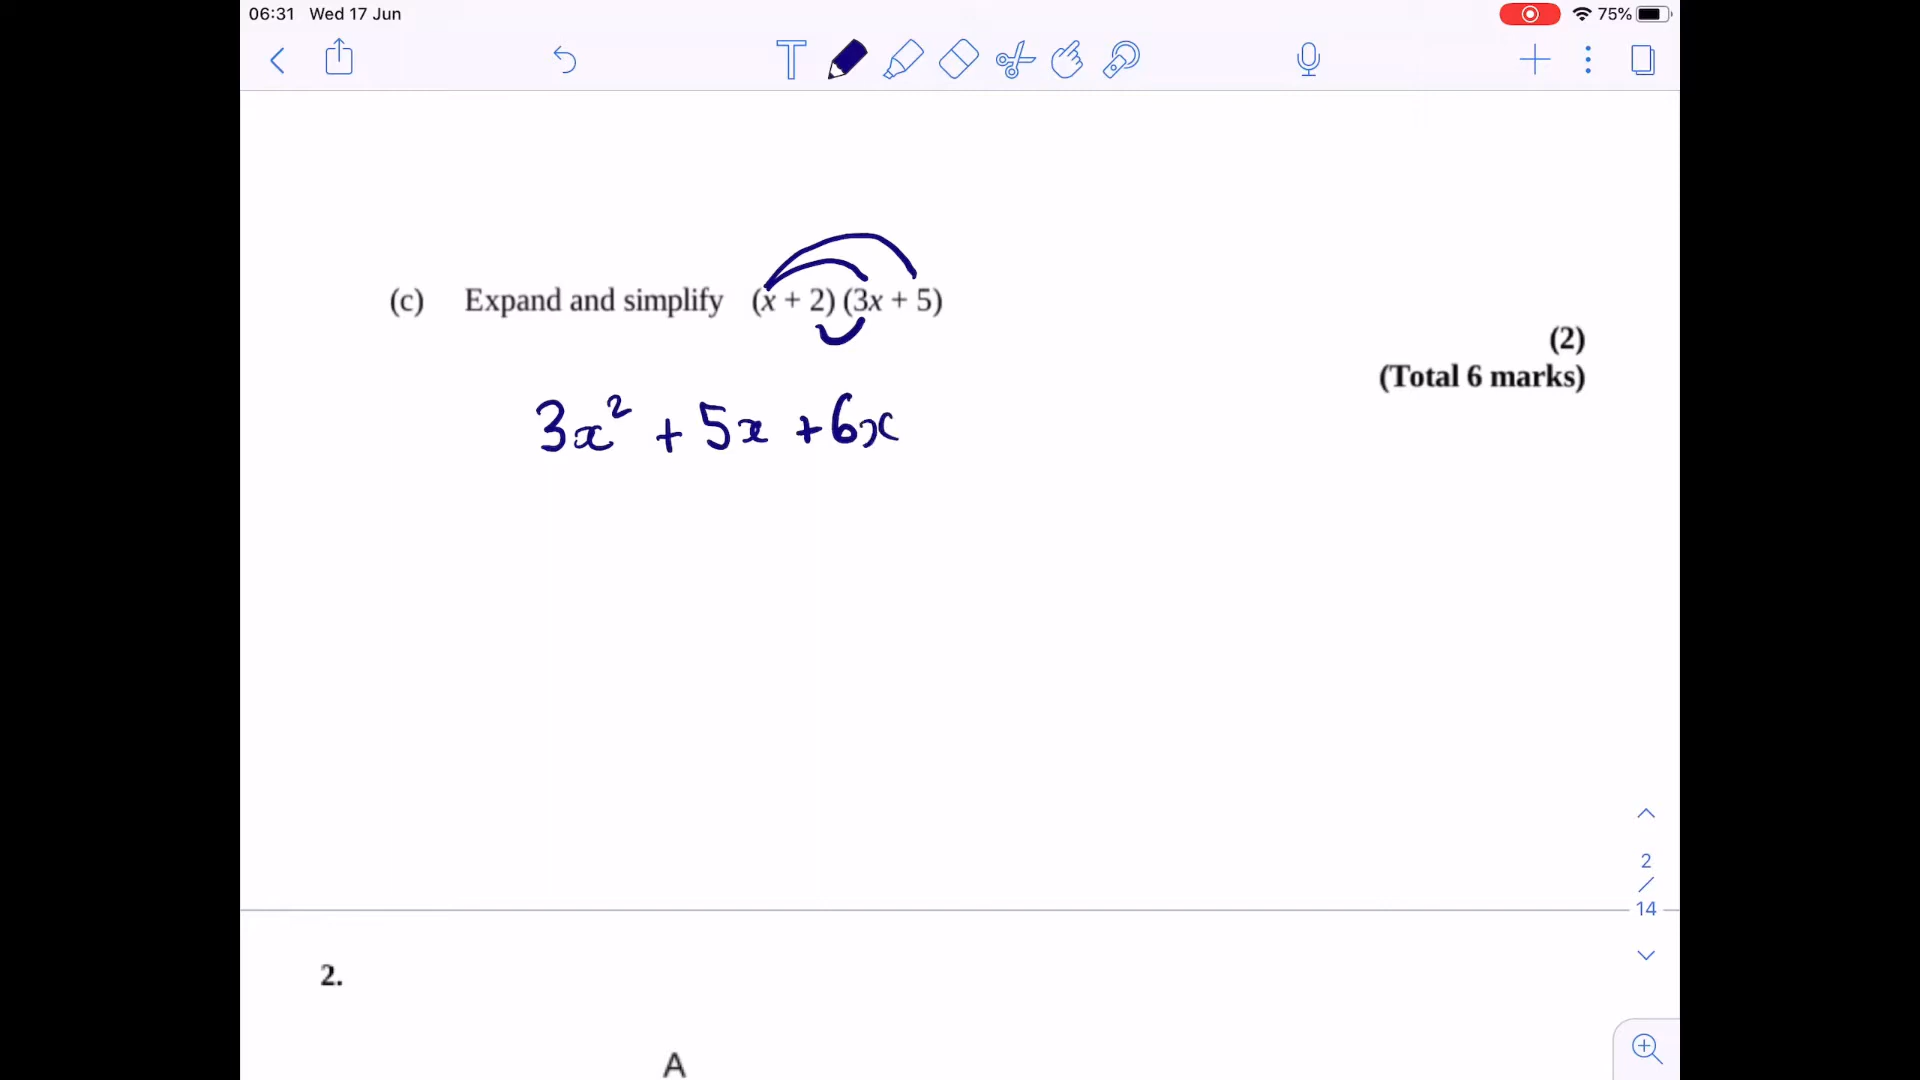 06:31 Wed 17 Jun 75%
T
(c) Expand and simplify (x + 2) (3x + 5)
(2)
(Total 6 marks)
3x² + 5x + 6x
2
/
14
2.
A